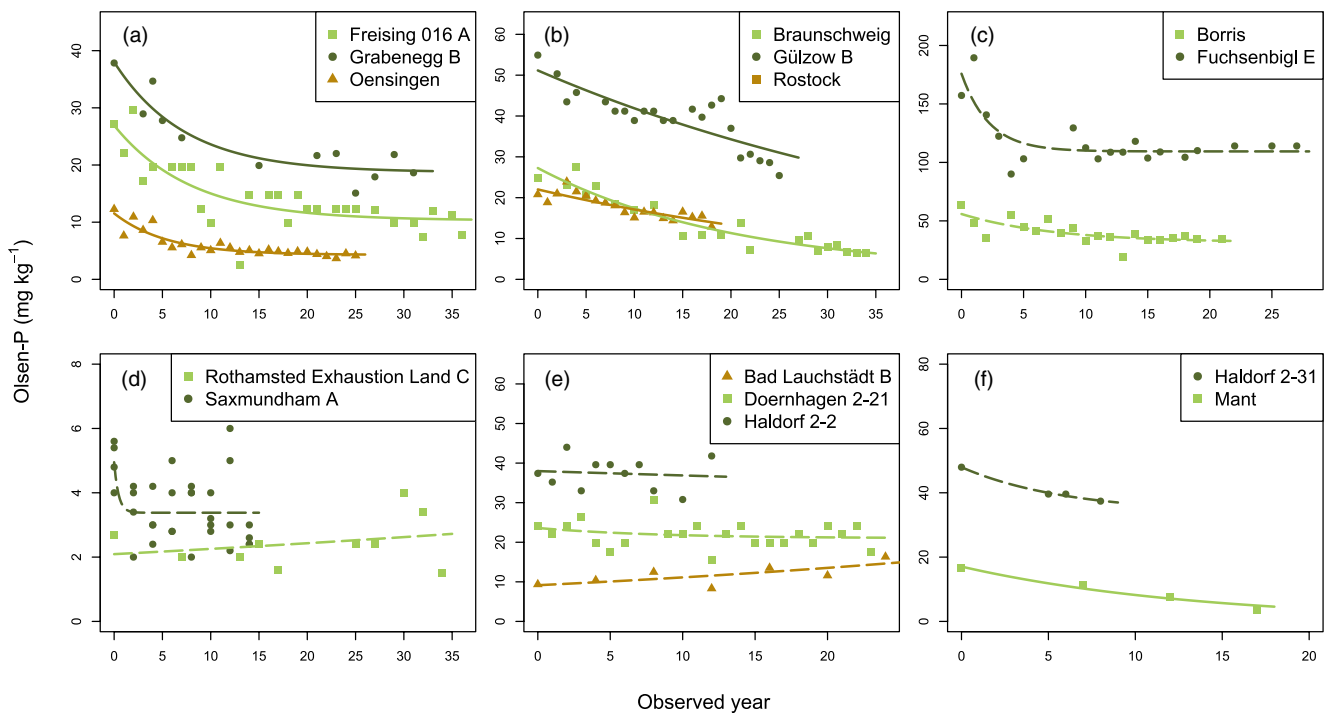 (a)
Freising 016 A
Grabenegg B
Oensingen
0 10 20 30 40
0 5 10 15 20 25 30 35
(b)
Braunschweig
Gülzow B
Rostock
0 10 20 30 40 50 60
0 5 10 15 20 25 30 35
(c)
Borris
Fuchsenbigl E
0 50 100 150 200
0 5 10 15 20 25
Olsen-P (mg kg−1)
(d)
Rothamsted Exhaustion Land C
Saxmundham A
0 2 4 6 8
0 5 10 15 20 25 30 35
(e)
Bad Lauchstädt B
Doernhagen 2-21
Haldorf 2-2
0 10 20 30 40 50 60
0 5 10 15 20
(f)
Haldorf 2-31
Mant
0 20 40 60 80
0 5 10 15 20
Observed year